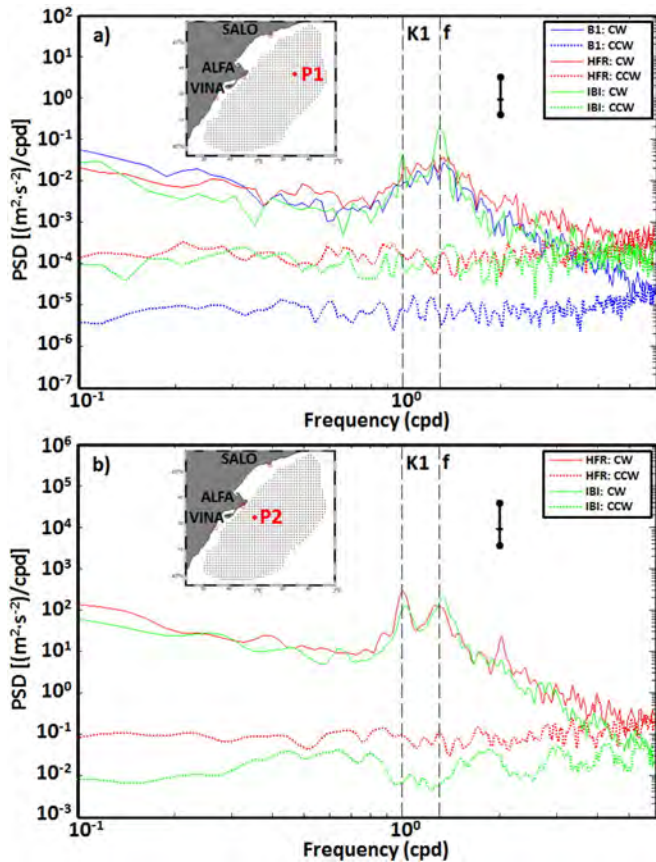 a)
SALO
ALFA
VINA
P1
K1 f
B1: CW
B1: CCW
HFR: CW
HFR: CCW
IBI: CW
IBI: CCW
PSD [(m²·s⁻²)/cpd]
10²
10¹
10⁰
10⁻¹
10⁻²
10⁻³
10⁻⁴
10⁻⁵
10⁻⁶
10⁻⁷
10⁻¹ 10⁰
Frequency (cpd)
b)
SALO
ALFA
VINA
P2
K1 f
HFR: CW
HFR: CCW
IBI: CW
IBI: CCW
PSD [(m²·s⁻²)/cpd]
10⁶
10⁵
10⁴
10³
10²
10¹
10⁰
10⁻¹
10⁻²
10⁻³
10⁻¹ 10⁰
Frequency (cpd)